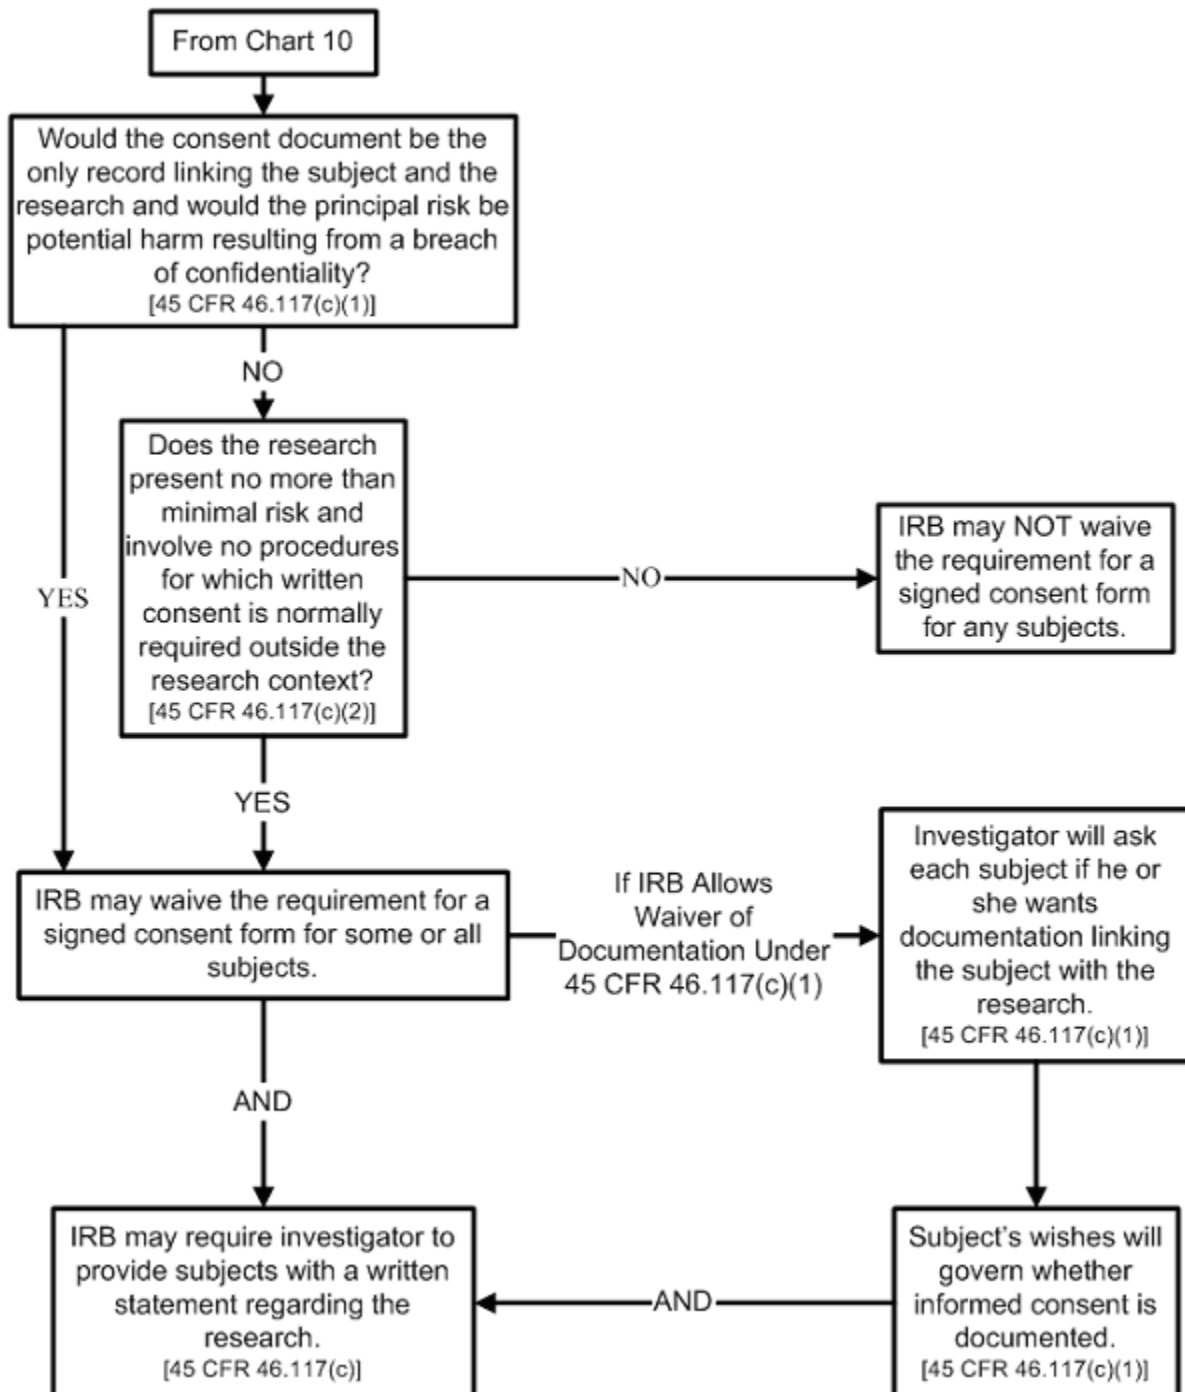 From Chart 10
Would the consent document be the
only record linking the subject and the
research and would the principal risk be
potential harm resulting from a breach
of confidentiality?
[45 CFR 46.117(c)(1)]
NO
YES
Does the research
present no more than
minimal risk and
involve no procedures
for which written
consent is normally
required outside the
research context?
[45 CFR 46.117(c)(2)]
NO
IRB may NOT waive
the requirement for a
signed consent form
for any subjects.
YES
IRB may waive the requirement for a
signed consent form for some or all
subjects.
If IRB Allows
Waiver of
Documentation Under
45 CFR 46.117(c)(1)
Investigator will ask
each subject if he or
she wants
documentation linking
the subject with the
research.
[45 CFR 46.117(c)(1)]
AND
IRB may require investigator to
provide subjects with a written
statement regarding the
research.
[45 CFR 46.117(c)]
AND
Subject's wishes will
govern whether
informed consent is
documented.
[45 CFR 46.117(c)(1)]